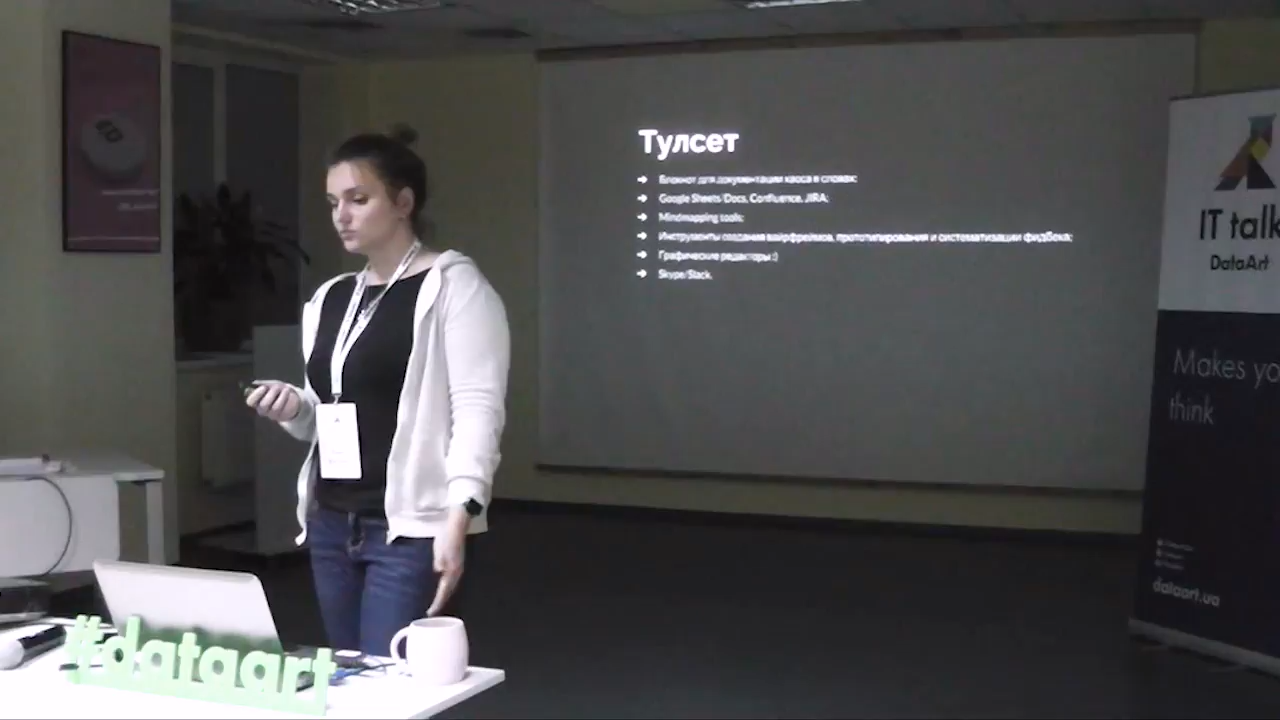 Тулсет
Блокнот для документации хаоса в словах;
Google Sheets/Docs, Confluence, JIRA;
Mindmapping tools;
Инструменты создания вайрфреймов, прототипирования и систематизации фидбека;
Графические редакторы :)
Skype/Slack.
IT talk
DataArt
Makes yo
think
dataart.ua
#dataart